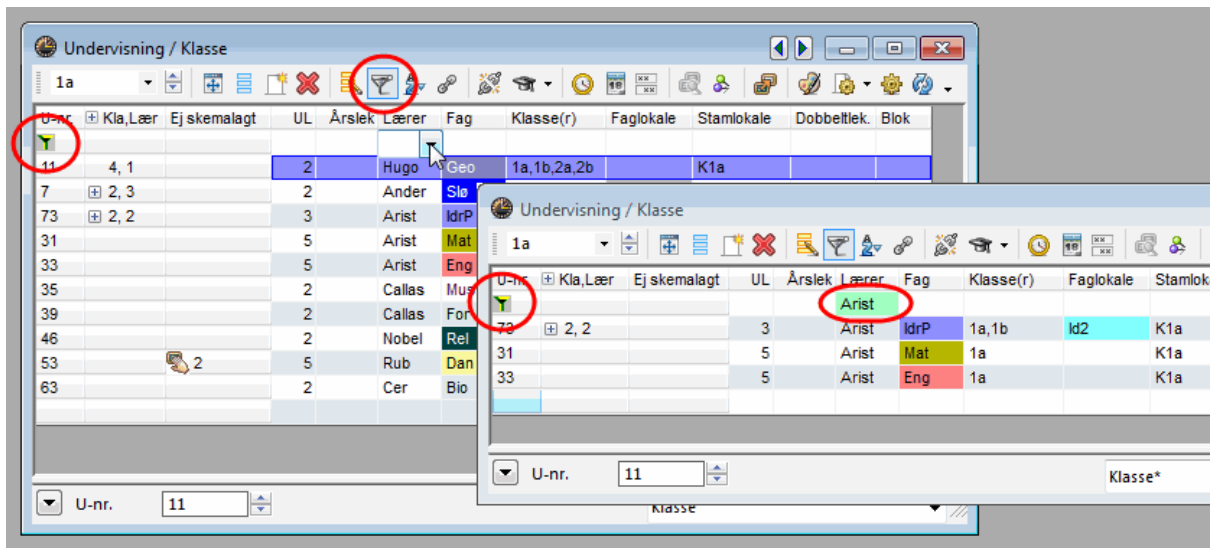 Undervisning / Klasse
1a
U-nr. Kla,Lær Ej skemalagt UL Årslek Lærer Fag Klasse(r) Faglokale Stamlokale Dobbeltlek. Blok
11 4, 1 2 Hugo Geo 1a,1b,2a,2b K1a
7 2, 3 2 Ander Slø
73 2, 2 3 Arist IdrP
31 5 Arist Mat
33 5 Arist Eng
35 2 Callas Mus
39 2 Callas For
46 2 Nobel Rel
53 2 5 Rub Dan
63 2 Cer Bio
U-nr. 11 Klasse
Undervisning / Klasse
1a
U-nr. Kla,Lær Ej skemalagt UL Årslek Lærer Fag Klasse(r) Faglokale Stamlok
Arist
73 2, 2 3 Arist IdrP 1a,1b Id2 K1a
31 5 Arist Mat 1a K1a
33 5 Arist Eng 1a K1a
U-nr. 11 Klasse*